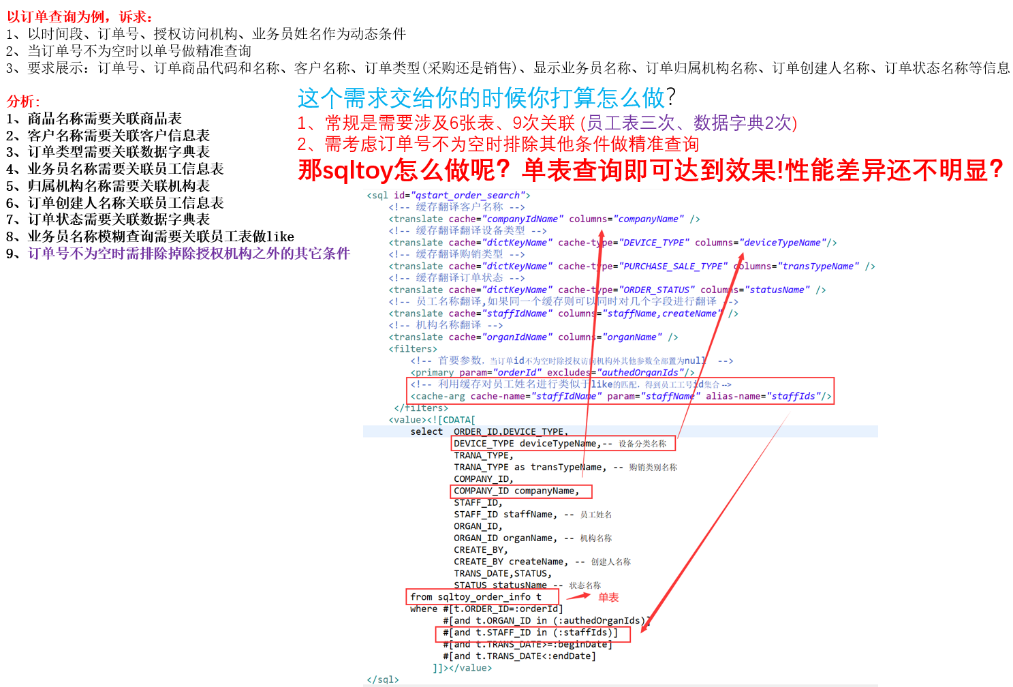 以订单查询为例，诉求：
1、以时间段、订单号、授权访问机构、业务员姓名作为动态条件
2、当订单号不为空时以单号做精准查询
3、要求展示：订单号、订单商品代码和名称、客户名称、订单类型(采购还是销售)、显示业务员名称、订单归属机构名称、订单创建人名称、订单状态名称等信息
分析：
1、商品名称需要关联商品表
2、客户名称需要关联客户信息表
3、订单类型需要关联数据字典表
4、业务员名称需要关联员工信息表
5、归属机构名称需要关联机构表
6、订单创建人名称关联员工信息表
7、订单状态需要关联数据字典表
8、业务员名称模糊查询需要关联员工表做like
9、订单号不为空时需排除掉除授权机构之外的其它条件
这个需求交给你的时候你打算怎么做？
1、常规是需要涉及6张表、9次关联 (员工表三次、数据字典2次)
2、需考虑订单号不为空时排除其他条件做精准查询
那sqltoy怎么做呢？单表查询即可达到效果!性能差异还不明显？
<sql id="qstart_order_search">
<!-- 缓存翻译客户名称 -->
<translate cache="companyIdName" columns="companyName" />
<!-- 缓存翻译翻译设备类型 -->
<translate cache="dictKeyName" cache-type="DEVICE_TYPE" columns="deviceTypeName"/>
<!-- 缓存翻译购销类型 -->
<translate cache="dictKeyName" cache-type="PURCHASE_SALE_TYPE" columns="transTypeName" />
<!-- 缓存翻译订单状态 -->
<translate cache="dictKeyName" cache-type="ORDER_STATUS" columns="statusName" />
<!-- 员工名称翻译,如果同一个缓存则可以同时对几个字段进行翻译 -->
<translate cache="staffIdName" columns="staffName,createName" />
<!-- 机构名称翻译 -->
<translate cache="organIdName" columns="organName" />
<filters>
<!-- 首要参数，当订单id不为空时除授权访问机构外其他参数全部置为null -->
<primary param="orderId" excludes="authedOrganIds"/>
<!-- 利用缓存对员工姓名进行类似于like的匹配，得到员工工号id集合 -->
<cache-arg cache-name="staffIdName" param="staffName" alias-name="staffIds"/>
</filters>
<value><![CDATA[
select ORDER_ID,DEVICE_TYPE,
DEVICE_TYPE deviceTypeName,-- 设备分类名称
TRANA_TYPE,
TRANA_TYPE as transTypeName, -- 购销类别名称
COMPANY_ID,
COMPANY_ID companyName,
STAFF_ID,
STAFF_ID staffName, -- 员工姓名
ORGAN_ID,
ORGAN_ID organName, -- 机构名称
CREATE_BY,
CREATE_BY createName, -- 创建人名称
TRANS_DATE,STATUS,
STATUS statusName -- 状态名称
from sqltoy_order_info t
单表
where #[t.ORDER_ID=:orderId]
#[and t.ORGAN_ID in (:authedOrganIds)]
#[and t.STAFF_ID in (:staffIds)]
#[and t.TRANS_DATE>=:beginDate]
#[and t.TRANS_DATE<:endDate]
]]></value>
</sql>